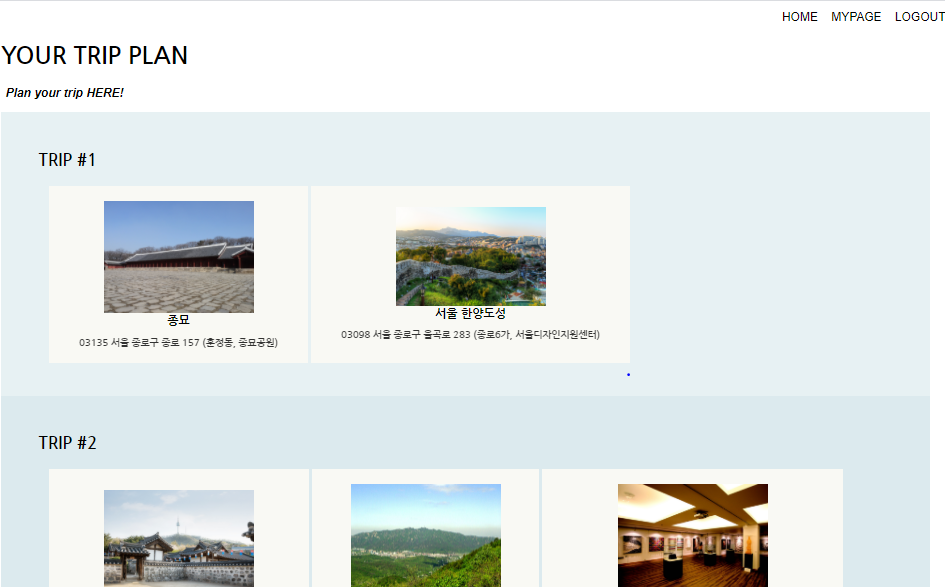 HOME MYPAGE LOGOUT
YOUR TRIP PLAN
Plan your trip HERE!
TRIP #1
종묘
03135 서울 종로구 종로 157 (훈정동, 종묘공원)
서울 한양도성
03098 서울 종로구 율곡로 283 (종로6가, 서울디자인지원센터)
TRIP #2